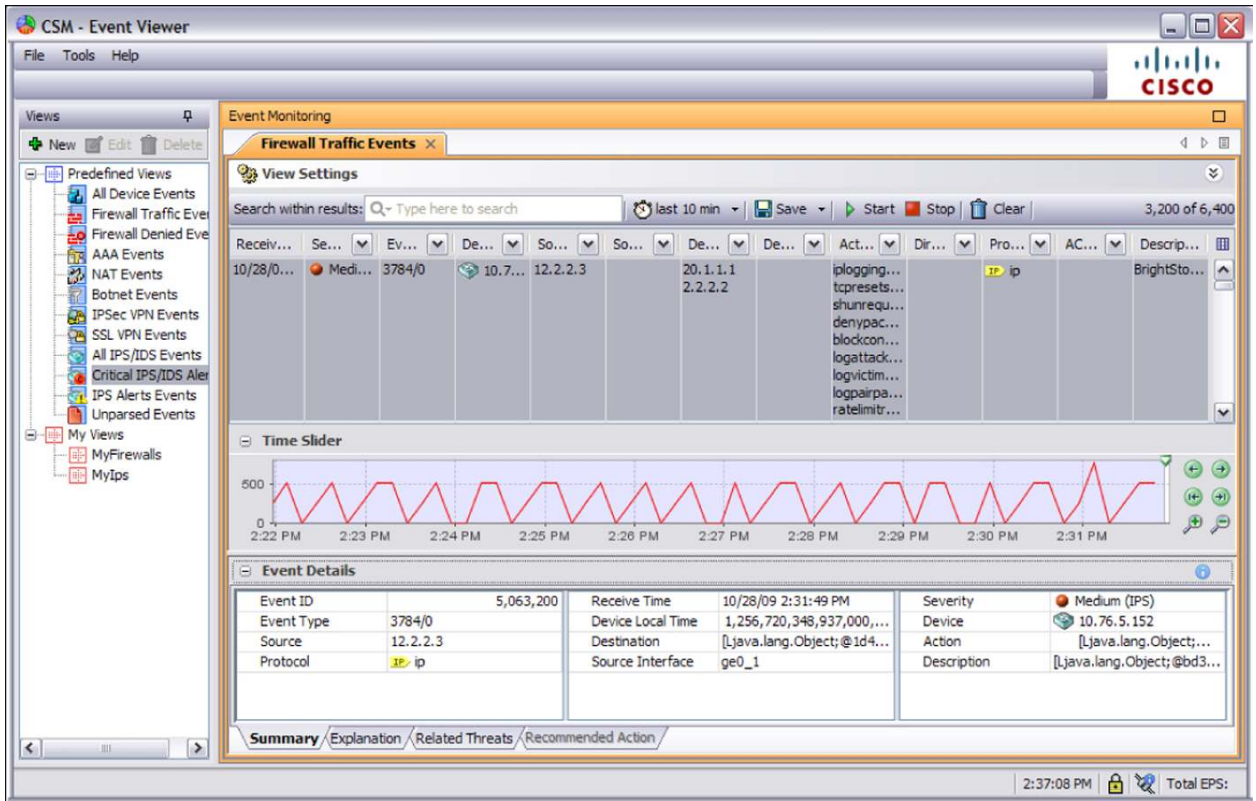 CSM - Event Viewer
File Tools Help
CISCO
Views
New Edit Delete
Predefined Views
All Device Events
Firewall Traffic Ever
Firewall Denied Eve
AAA Events
NAT Events
Botnet Events
IPSec VPN Events
SSL VPN Events
All IPS/IDS Events
Critical IPS/IDS Aler
IPS Alerts Events
Unparsed Events
My Views
MyFirewalls
MyIps
Event Monitoring
Firewall Traffic Events
View Settings
Search within results: Type here to search last 10 min Save Start Stop Clear 3,200 of 6,400
Receiv... Se... Ev... De... So... So... De... De... Act... Dir... Pro... AC... Descrip...
10/28/0... Medi... 3784/0 10.7... 12.2.2.3 20.1.1.1 iplogging... IP ip BrightSto...
2.2.2.2 tcpresets...
shunrequ...
denypac...
blockcon...
logattack...
logvictim...
logpairpa...
ratelimitr...
Time Slider
500
0
2:22 PM 2:23 PM 2:24 PM 2:25 PM 2:26 PM 2:27 PM 2:28 PM 2:29 PM 2:30 PM 2:31 PM
Event Details
Event ID 5,063,200 Receive Time 10/28/09 2:31:49 PM Severity Medium (IPS)
Event Type 3784/0 Device Local Time 1,256,720,348,937,000,... Device 10.76.5.152
Source 12.2.2.3 Destination [Ljava.lang.Object;@1d4... Action [Ljava.lang.Object;...
Protocol IP ip Source Interface ge0_1 Description [Ljava.lang.Object;@bd3...
Summary Explanation Related Threats Recommended Action
2:37:08 PM Total EPS: